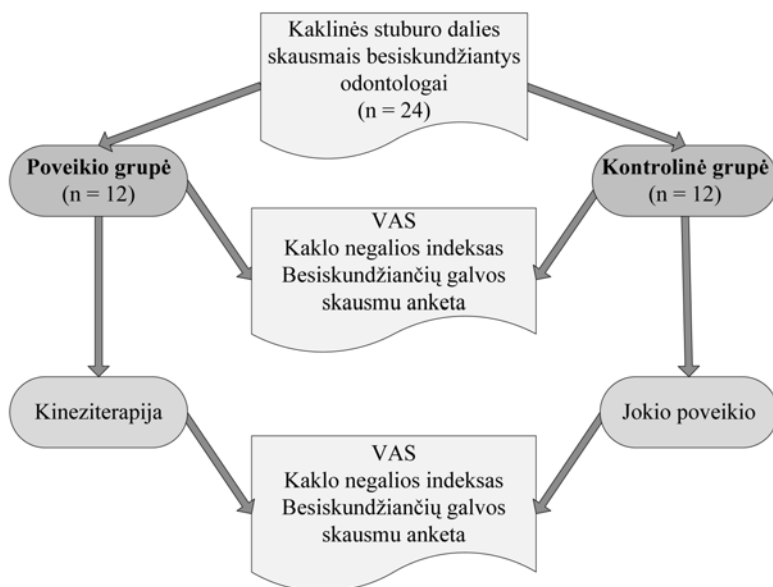 Kaklinės stuburo dalies
skausmais besiskundžiantys
odontologai
(n = 24)
Poveikio grupė
(n = 12)
Kontrolinė grupė
(n = 12)
VAS
Kaklo negalios indeksas
Besiskundžiančių galvos
skausmu anketa
Kineziterapija
Jokio poveikio
VAS
Kaklo negalios indeksas
Besiskundžiančių galvos
skausmu anketa